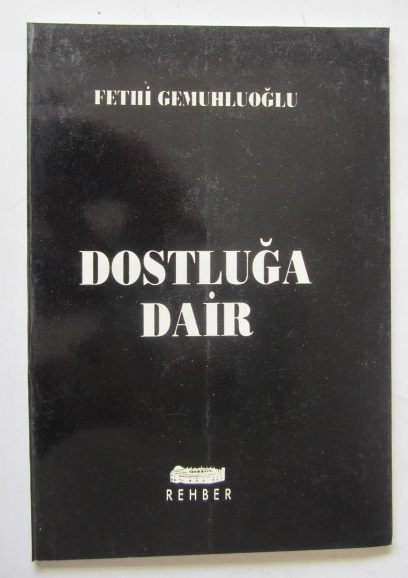 FETHİ GEMUHLUOĞLU
DOSTLUĞA
DAİR
REHBER